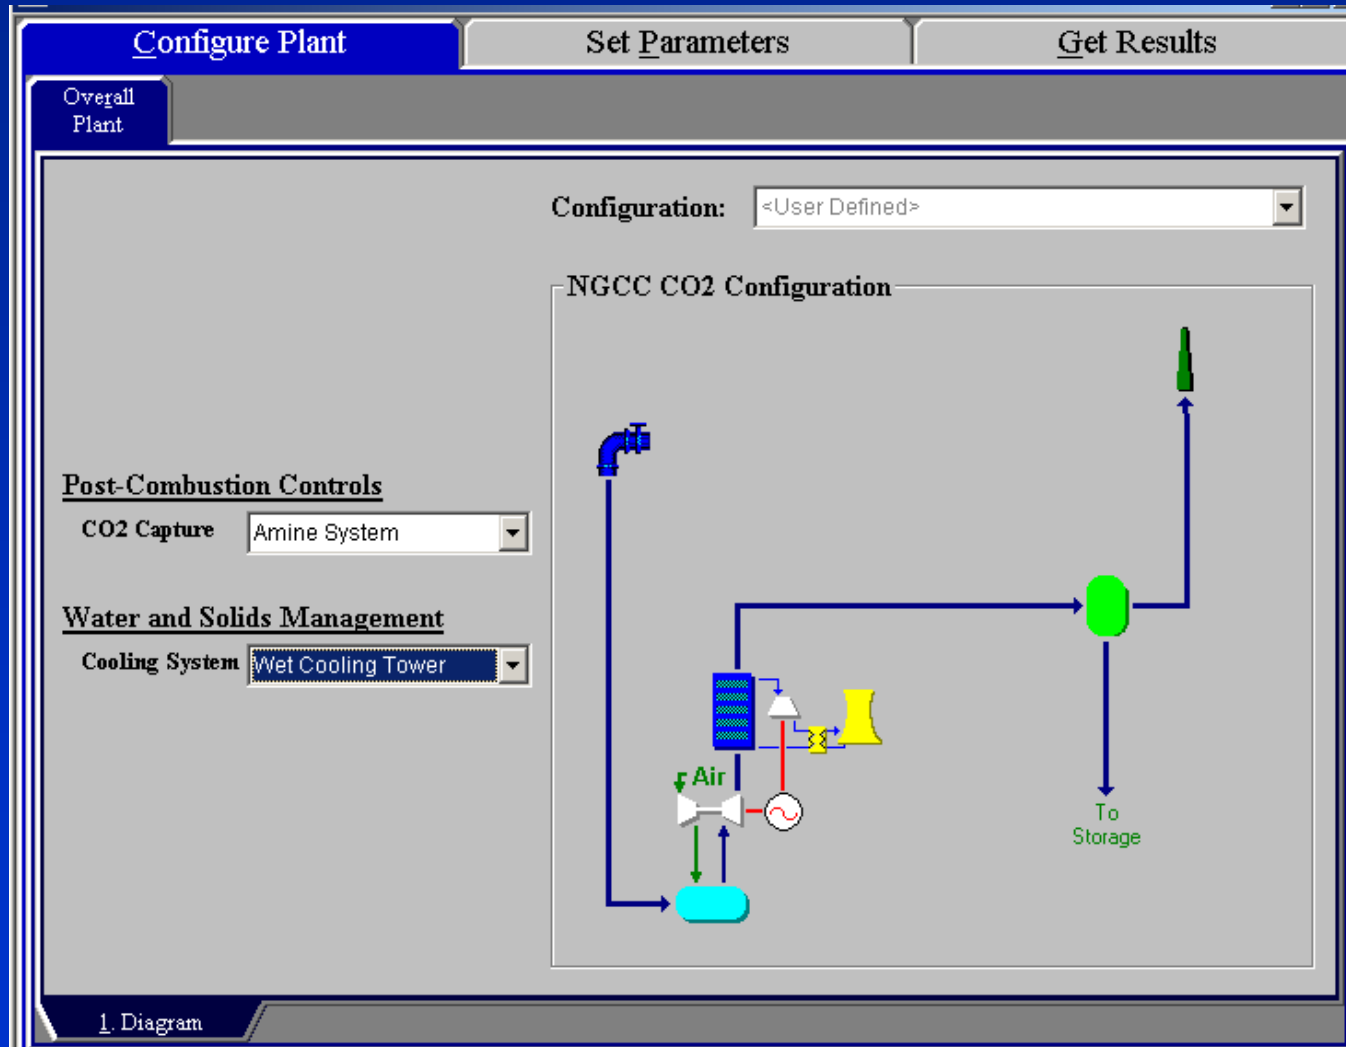 Configure Plant
Set Parameters
Get Results
Overall
Plant
Configuration:
<User Defined>
NGCC CO2 Configuration
Post-Combustion Controls
CO2 Capture
Amine System
Water and Solids Management
Cooling System
Wet Cooling Tower
Air
To
Storage
1. Diagram